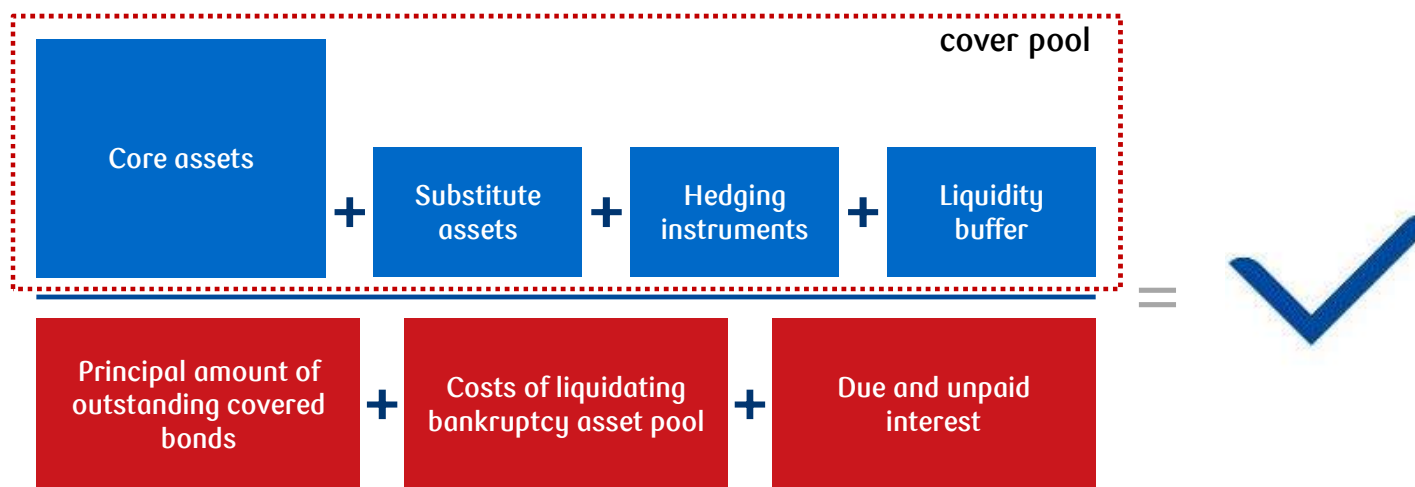 cover pool
Core assets
+
Substitute
assets
+
Hedging
instruments
+
Liquidity
buffer
=
Principal amount of
outstanding covered
bonds
+
Costs of liquidating
bankruptcy asset pool
+
Due and unpaid
interest